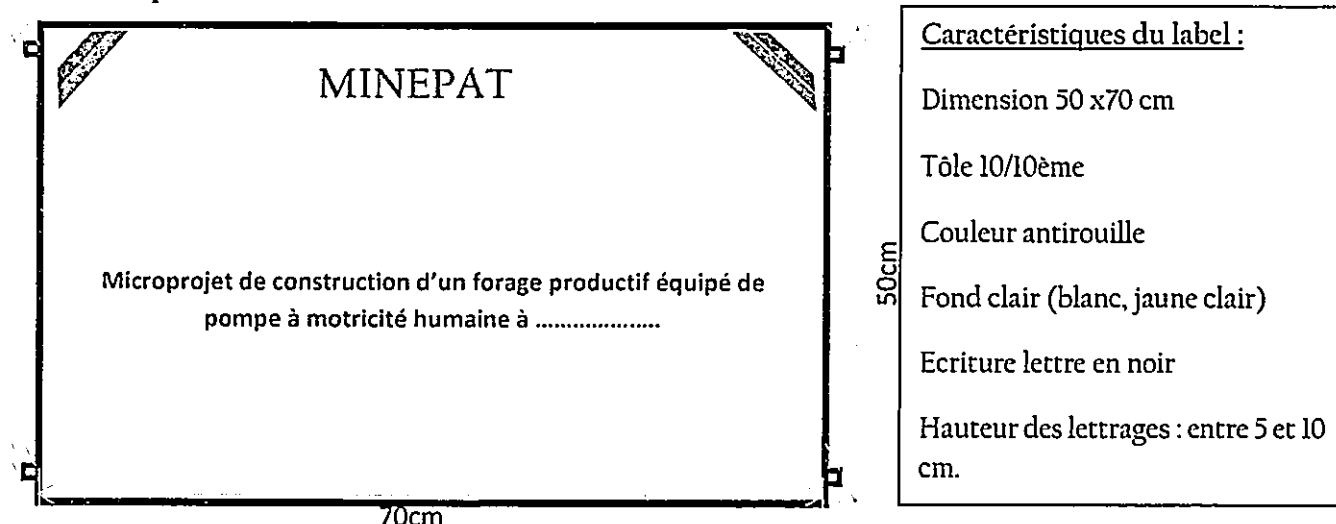 MINEPAT
Microprojet de construction d'un forage productif équipé de
pompe à motricité humaine à .....................
70cm
50cm
Caractéristiques du label :
Dimension 50 x70 cm
Tôle 10/10ème
Couleur antirouille
Fond clair (blanc, jaune clair)
Ecriture lettre en noir
Hauteur des lettrages : entre 5 et 10
cm.